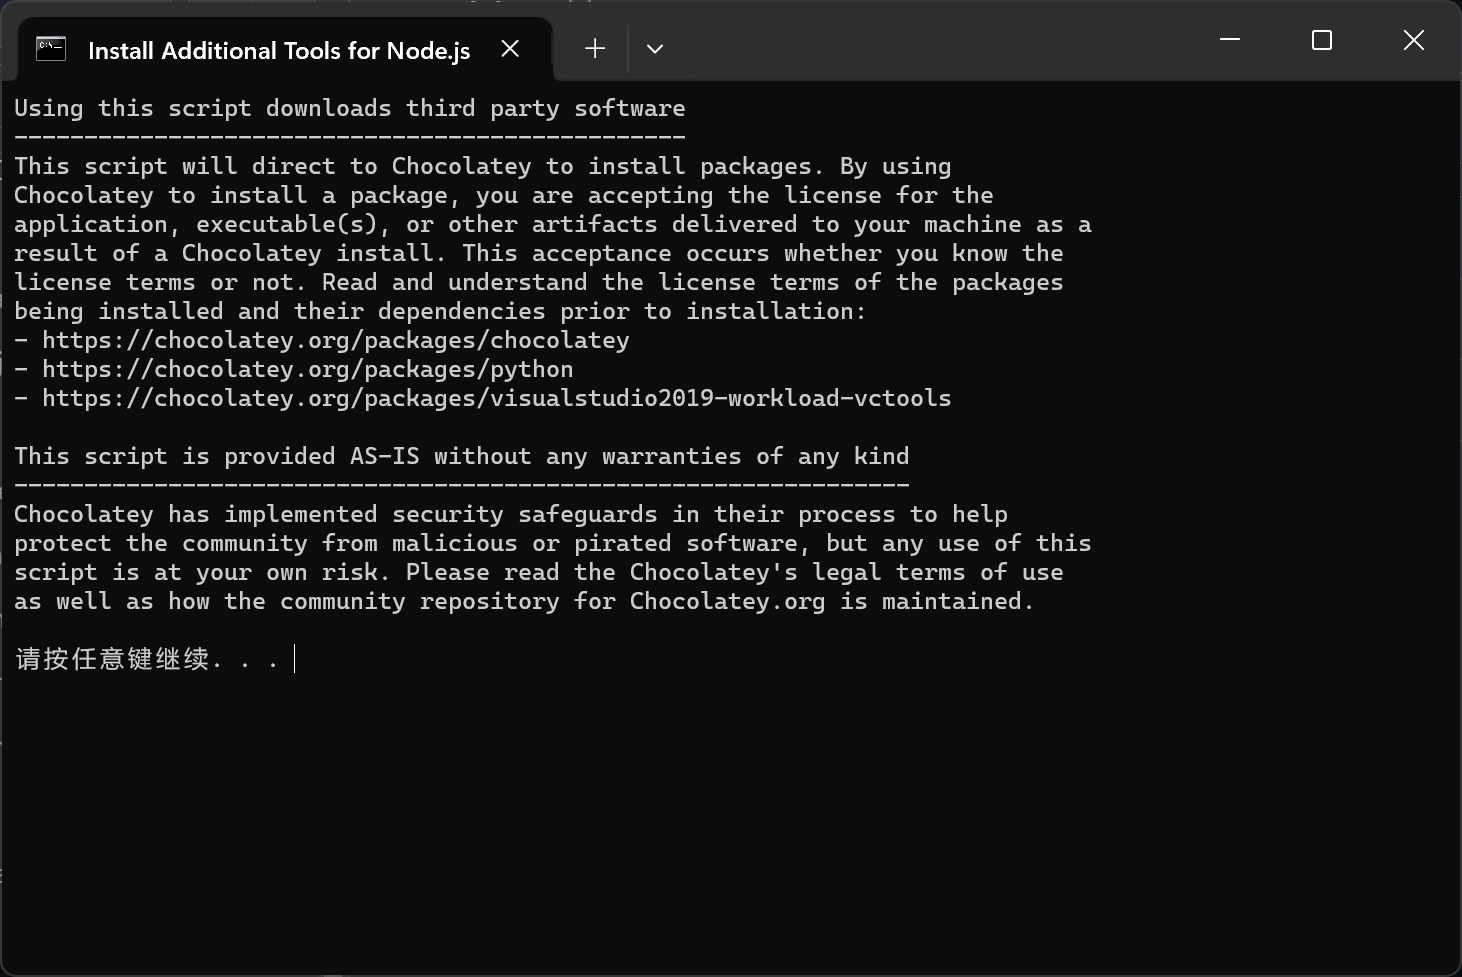 Install Additional Tools for Node.js
Using this script downloads third party software
------------------------------------------------
This script will direct to Chocolatey to install packages. By using
Chocolatey to install a package, you are accepting the license for the
application, executable(s), or other artifacts delivered to your machine as a
result of a Chocolatey install. This acceptance occurs whether you know the
license terms or not. Read and understand the license terms of the packages
being installed and their dependencies prior to installation:
- https://chocolatey.org/packages/chocolatey
- https://chocolatey.org/packages/python
- https://chocolatey.org/packages/visualstudio2019-workload-vctools
This script is provided AS-IS without any warranties of any kind
----------------------------------------------------------------
Chocolatey has implemented security safeguards in their process to help
protect the community from malicious or pirated software, but any use of this
script is at your own risk. Please read the Chocolatey's legal terms of use
as well as how the community repository for Chocolatey.org is maintained.
请按任意键继续. . .